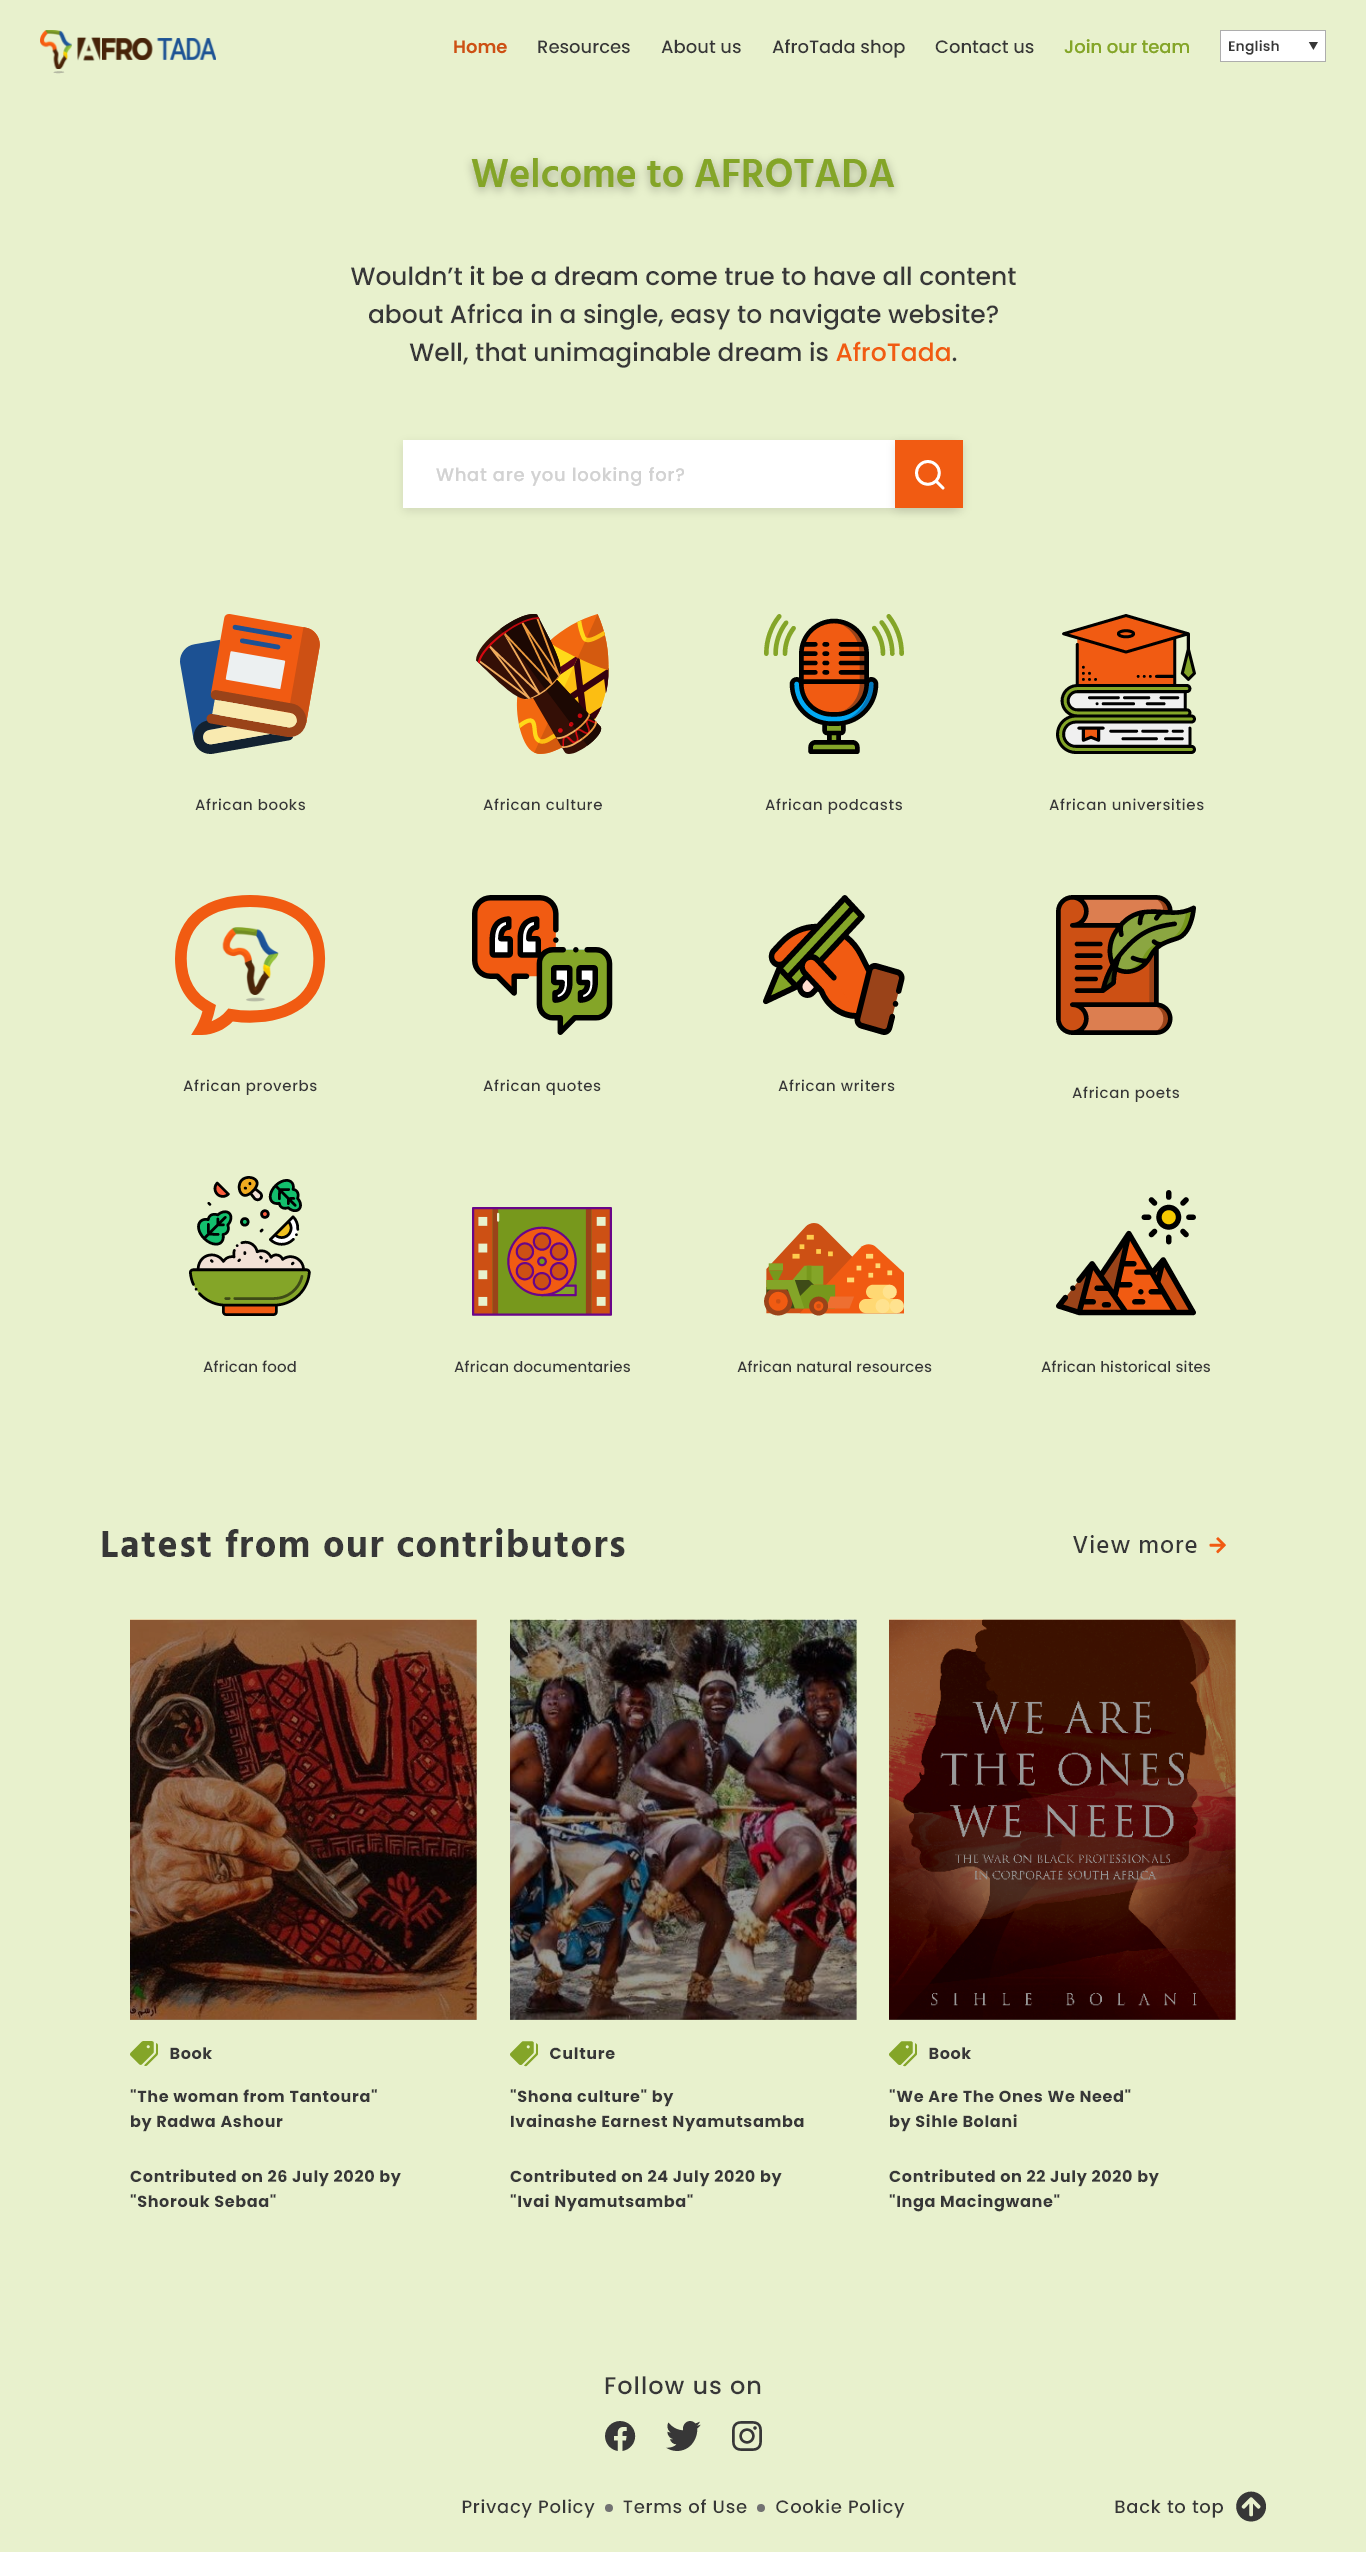 AFRO TADA
Home Resources About us AfroTada shop Contact us Join our team English
Welcome to AFROTADA
Wouldn’t it be a dream come true to have all content
about Africa in a single, easy to navigate website?
Well, that unimaginable dream is AfroTada.
What are you looking for?
African books African culture African podcasts African universities
African proverbs African quotes African writers African poets
African food African documentaries African natural resources African historical sites
Latest from our contributors View more
WE ARE
THE ONES
WE NEED
THE WAR ON BLACK PROFESSIONALS
IN CORPORATE SOUTH AFRICA
SIHLE BOLANI
Book
"The woman from Tantoura"
by Radwa Ashour
Contributed on 26 July 2020 by
"Shorouk Sebaa"
Culture
"Shona culture" by
Ivainashe Earnest Nyamutsamba
Contributed on 24 July 2020 by
"Ivai Nyamutsamba"
Book
"We Are The Ones We Need"
by Sihle Bolani
Contributed on 22 July 2020 by
"Inga Macingwane"
Follow us on
Privacy Policy Terms of Use Cookie Policy Back to top